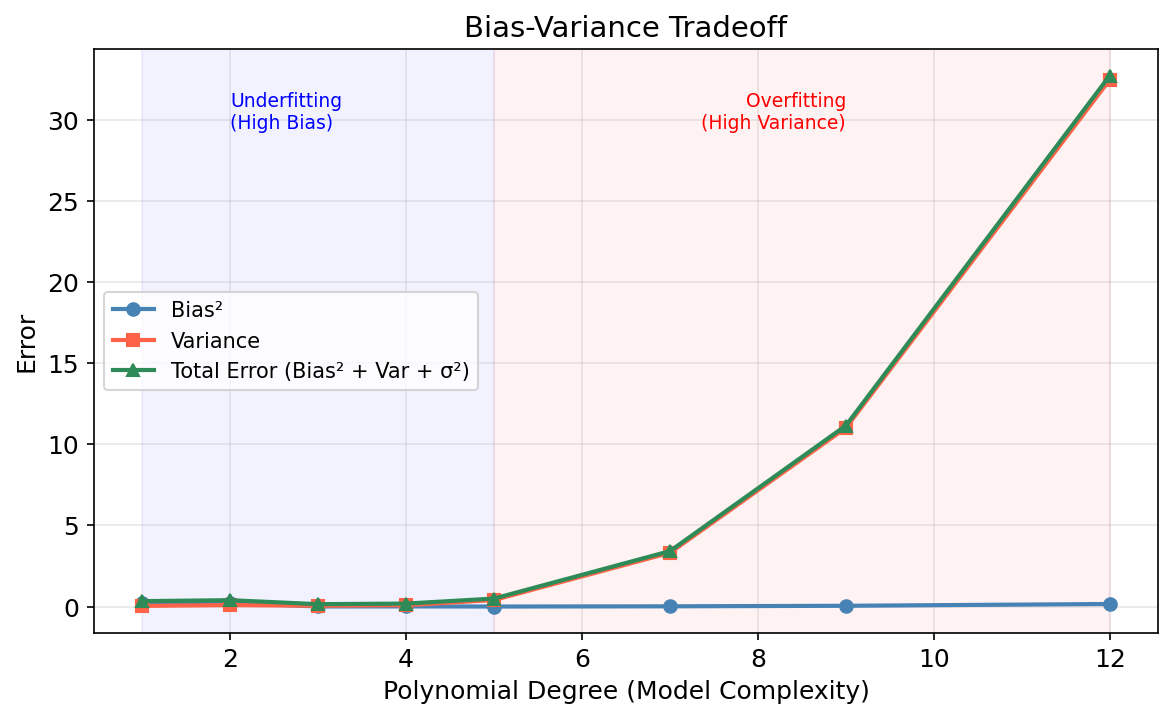 Bias-Variance Tradeoff
Underfitting
(High Bias)
Overfitting
(High Variance)
Bias²
Variance
Total Error (Bias² + Var + σ²)
Error
30
25
20
15
10
5
0
2 4 6 8 10 12
Polynomial Degree (Model Complexity)